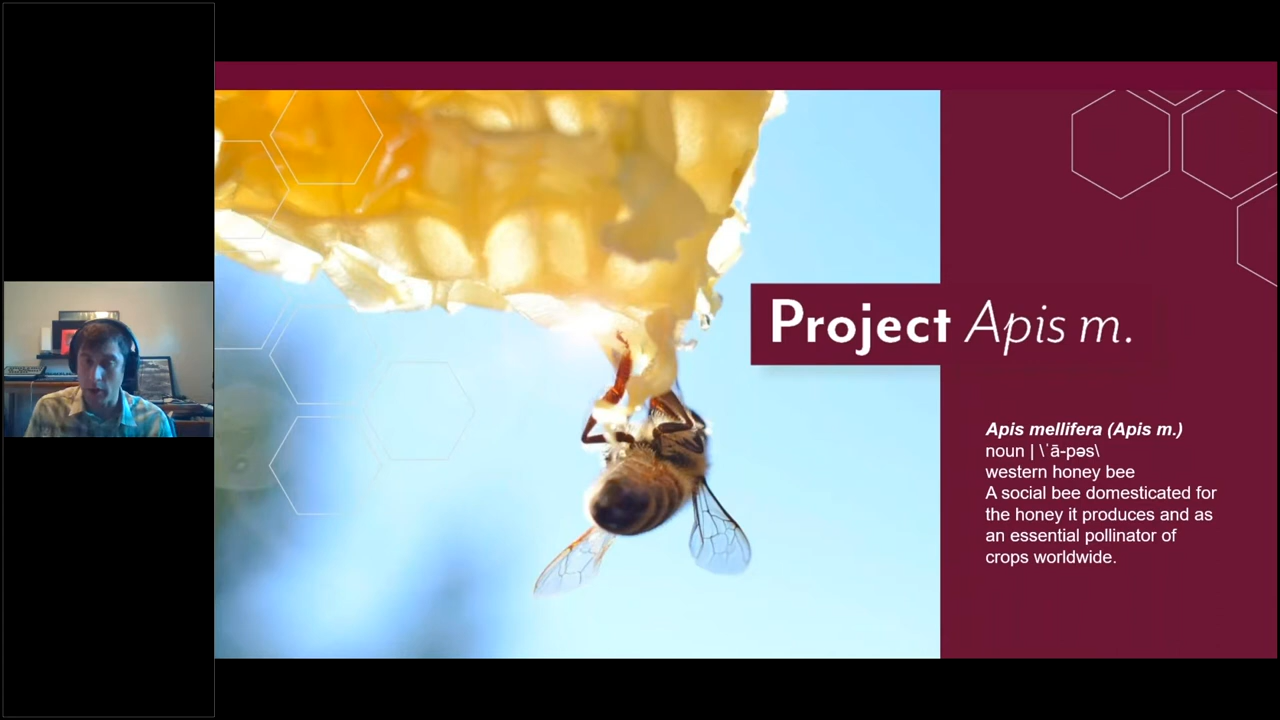 Project Apis m.
Apis mellifera (Apis m.)
noun | \ˈā-pəs\
western honey bee
A social bee domesticated for
the honey it produces and as
an essential pollinator of
crops worldwide.